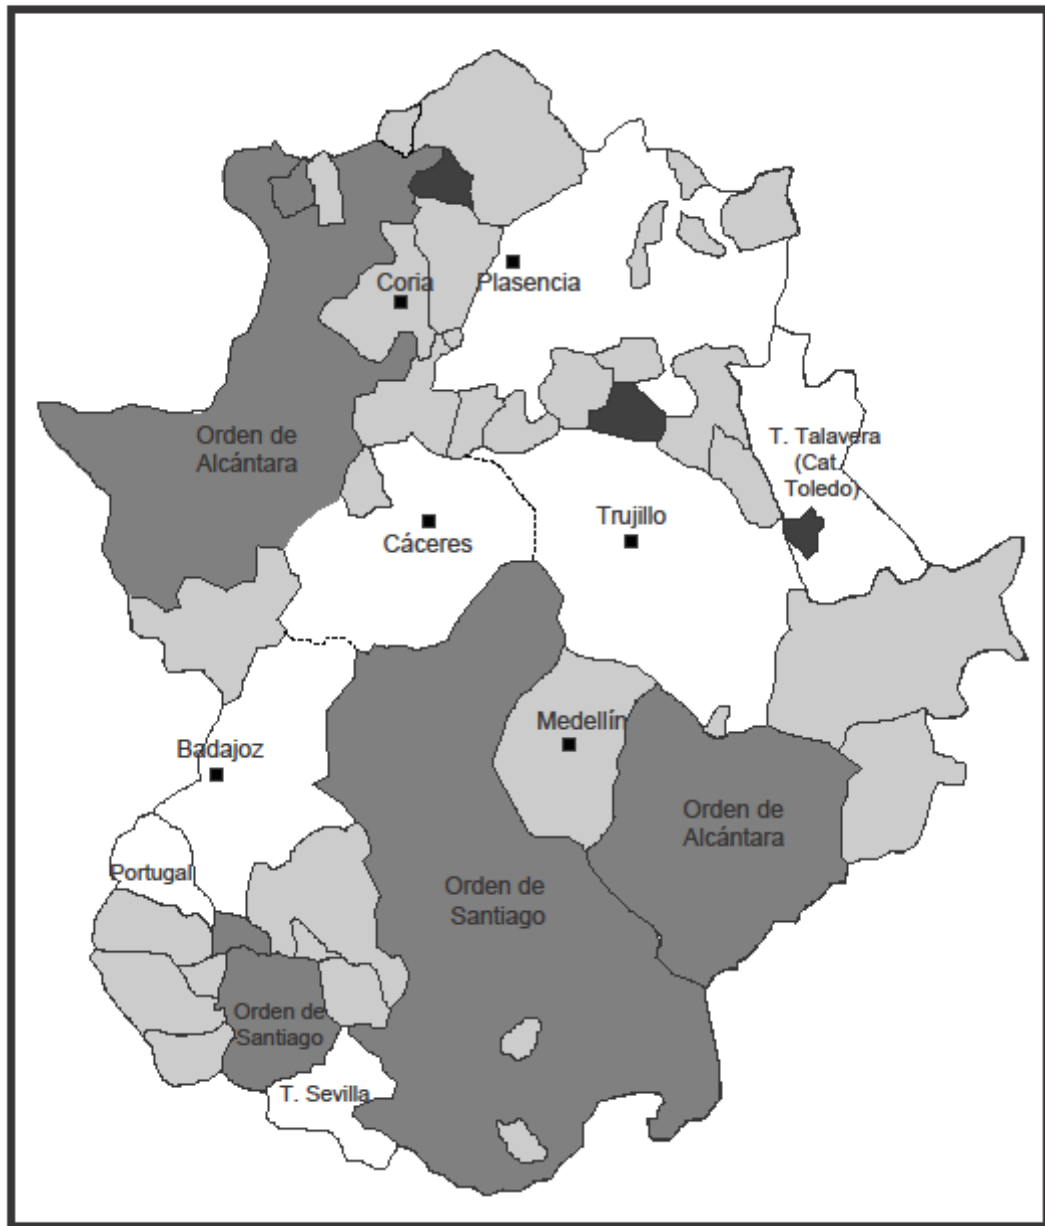 Coria
Plasencia
Orden de
Alcántara
T. Talavera
(Cat.
Toledo)
Cáceres
Trujillo
Medellín
Badajoz
Orden de
Alcántara
Portugal
Orden de
Santiago
Orden de
Santiago
T. Sevilla